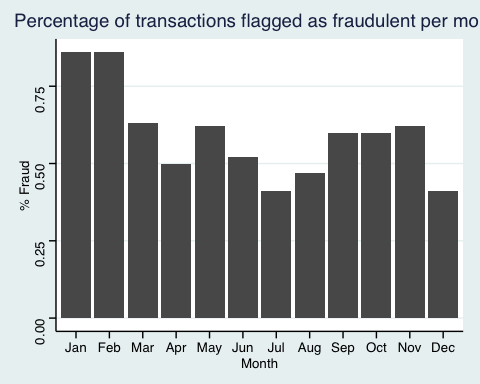 Percentage of transactions flagged as fraudulent per mo
% Fraud
0.75
0.50
0.25
0.00
Jan Feb Mar Apr May Jun Jul Aug Sep Oct Nov Dec
Month